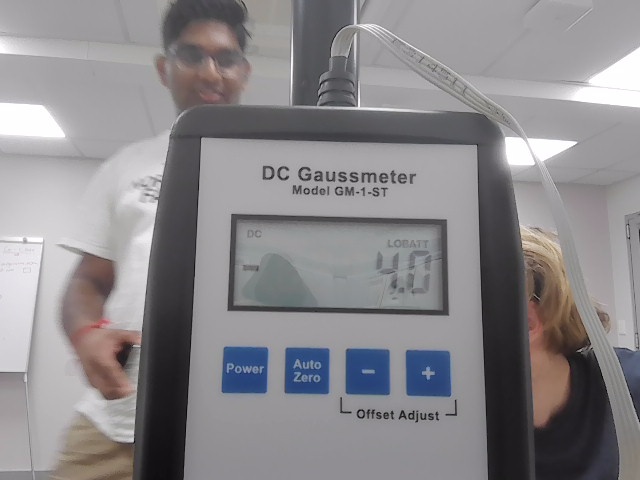 DC Gaussmeter
Model GM-1-ST
DC
LOBATT
- 4.0
Power
Auto
Zero
-
+
Offset Adjust